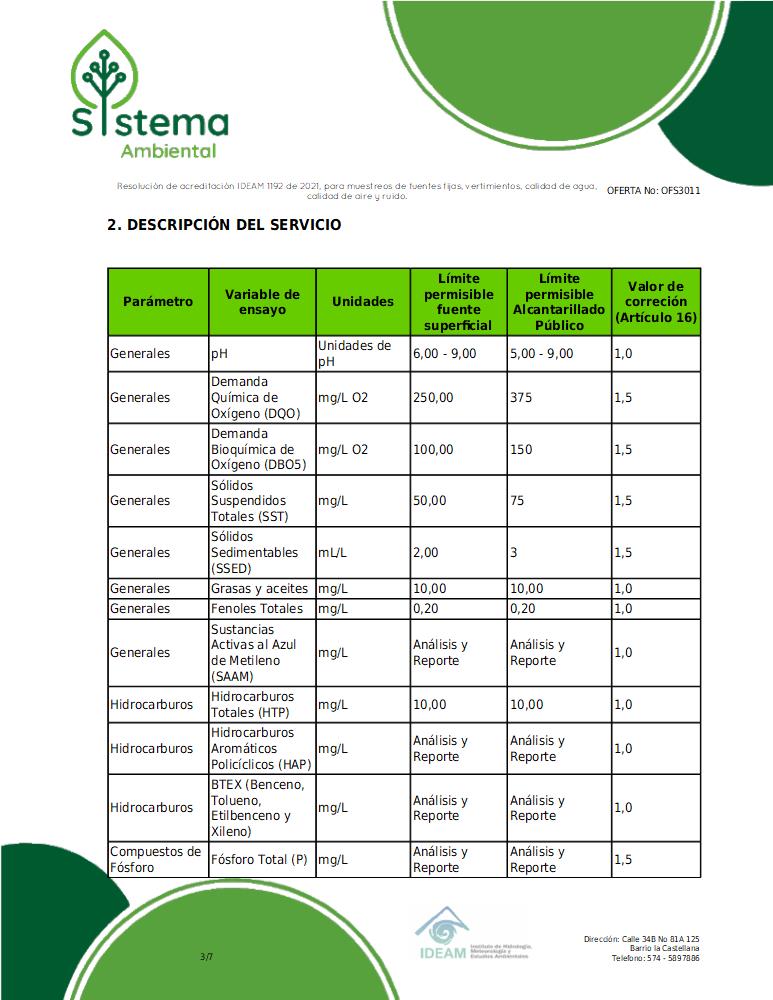 Sistema
Ambiental
Resolución de acreditación IDEAM 1192 de 2021, para muestreos de fuentes fijas, vertimientos, calidad de agua,
calidad de aire y ruido.
OFERTA No: OFS3011
2. DESCRIPCIÓN DEL SERVICIO
Parámetro
Variable de
ensayo
Unidades
Límite
permisible
fuente
superficial
Límite
permisible
Alcantarillado
Público
Valor de
correción
(Artículo 16)
Generales
pH
Unidades de
pH
6,00 - 9,00
5,00 - 9,00
1,0
Generales
Demanda
Química de
Oxígeno (DQO)
mg/L O2
250,00
375
1,5
Generales
Demanda
Bioquímica de
Oxígeno (DBO5)
mg/L O2
100,00
150
1,5
Generales
Sólidos
Suspendidos
Totales (SST)
mg/L
50,00
75
1,5
Generales
Sólidos
Sedimentables
(SSED)
mL/L
2,00
3
1,5
Generales
Grasas y aceites
mg/L
10,00
10,00
1,0
Generales
Fenoles Totales
mg/L
0,20
0,20
1,0
Generales
Sustancias
Activas al Azul
de Metileno
(SAAM)
mg/L
Análisis y
Reporte
Análisis y
Reporte
1,0
Hidrocarburos
Hidrocarburos
Totales (HTP)
mg/L
10,00
10,00
1,0
Hidrocarburos
Hidrocarburos
Aromáticos
Policíclicos (HAP)
mg/L
Análisis y
Reporte
Análisis y
Reporte
1,0
Hidrocarburos
BTEX (Benceno,
Tolueno,
Etilbenceno y
Xileno)
mg/L
Análisis y
Reporte
Análisis y
Reporte
1,0
Compuestos de
Fósforo
Fósforo Total (P)
mg/L
Análisis y
Reporte
Análisis y
Reporte
1,5
3/7
IDEAM
Instituto de Hidrología,
Meteorología y
Estudios Ambientales
Dirección: Calle 34B No 81A 125
Barrio la Castellana
Telefono: 574 - 5897886